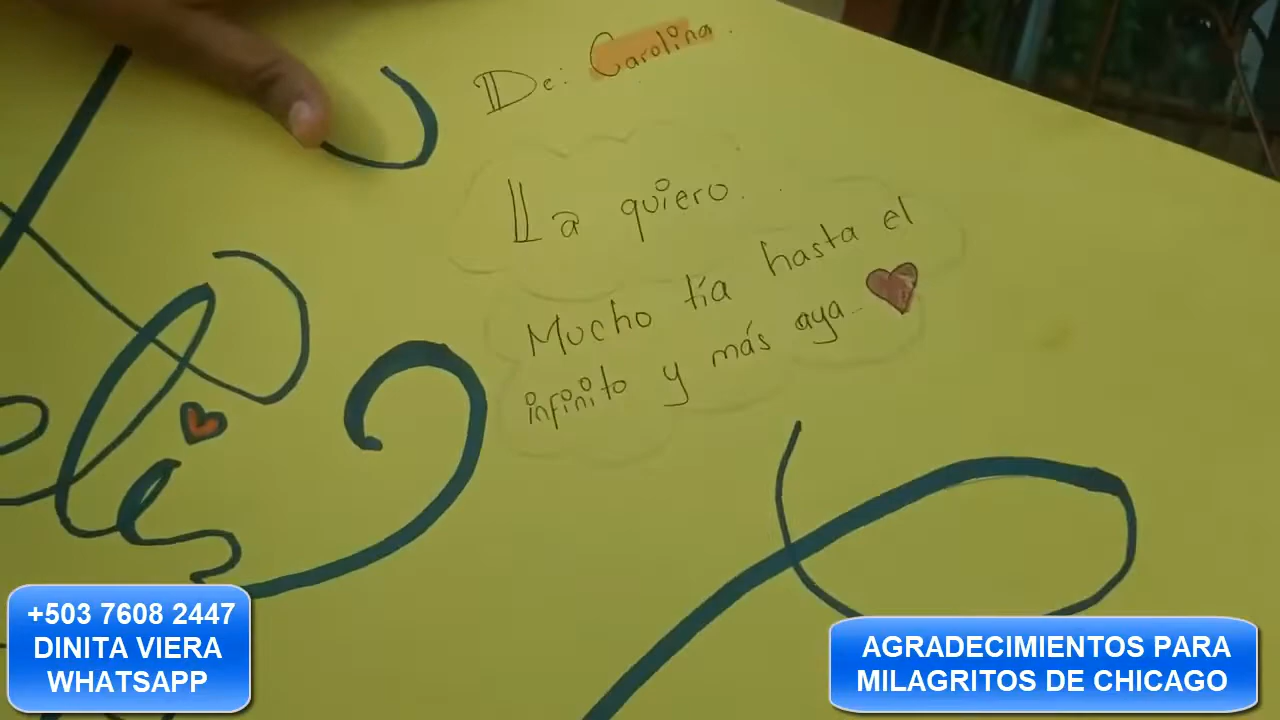 De: Carolina.
La quiero..
Mucho tía hasta el
infinito y más aya..
+503 7608 2447
DINITA VIERA
WHATSAPP
AGRADECIMIENTOS PARA
MILAGRITOS DE CHICAGO